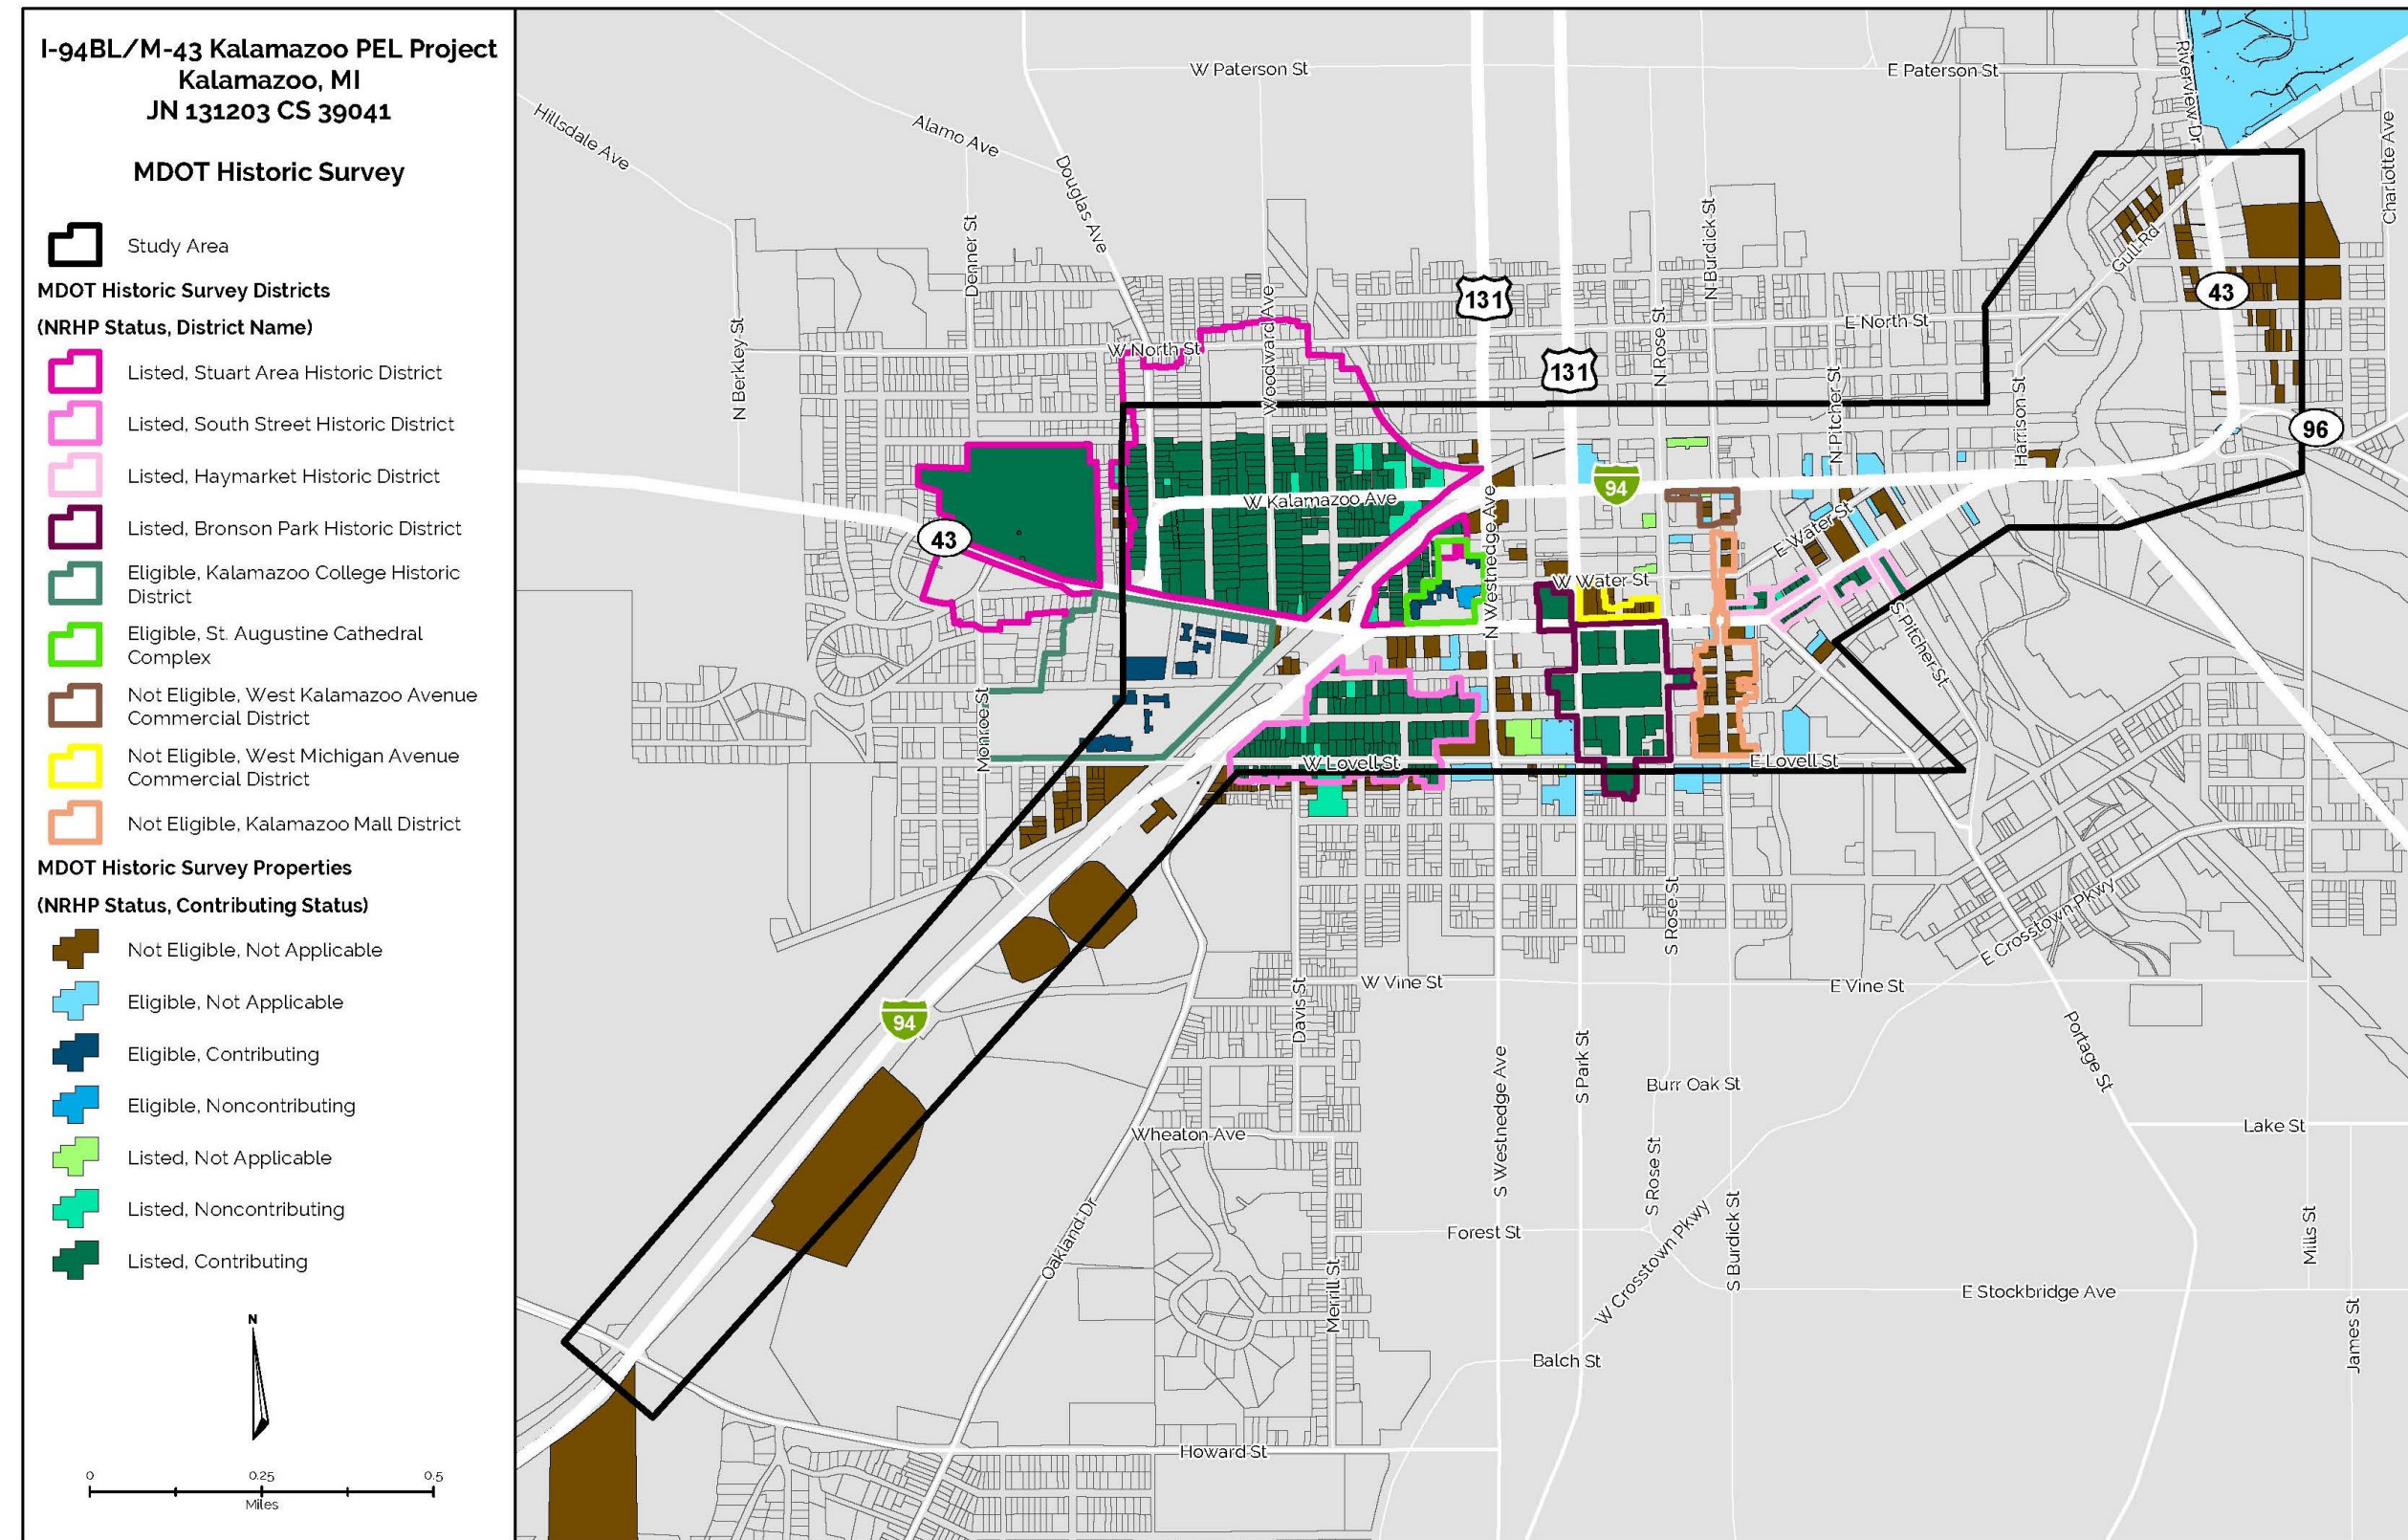 I-94BL/M-43 Kalamazoo PEL Project
Kalamazoo, MI
JN 131203 CS 39041
MDOT Historic Survey
Study Area
MDOT Historic Survey Districts
(NRHP Status, District Name)
Listed, Stuart Area Historic District
Listed, South Street Historic District
Listed, Haymarket Historic District
Listed, Bronson Park Historic District
Eligible, Kalamazoo College Historic
District
Eligible, St. Augustine Cathedral
Complex
Not Eligible, West Kalamazoo Avenue
Commercial District
Not Eligible, West Michigan Avenue
Commercial District
Not Eligible, Kalamazoo Mall District
MDOT Historic Survey Properties
(NRHP Status, Contributing Status)
Not Eligible, Not Applicable
Eligible, Not Applicable
Eligible, Contributing
Eligible, Noncontributing
Listed, Not Applicable
Listed, Noncontributing
Listed, Contributing
N
0 0.25 0.5
Miles
W Paterson St
E Paterson St
Riverview Dr
Hillsdale Ave
Alamo Ave
Douglas Ave
Charlotte Ave
Denner St
N Burdick St
Gull Rd
43
131
Woodward Ave
N Berkley St
W North St
E North St
N Rose St
131
N Pitcher St
Harrison St
96
W Kalamazoo Ave
94
N Westnedge Ave
43
E Water St
W Water St
S Pitcher St
Monroe St
W Lovell St
E Lovell St
S Rose St
E Crosstown Pkwy
W Vine St
E Vine St
Davis St
94
Portage St
S Westnedge Ave
S Park St
Burr Oak St
Wheaton Ave
Lake St
S Rose St
Oakland Dr
Forest St
W Crosstown Pkwy
S Burdick St
Mills St
Merrill St
E Stockbridge Ave
James St
Balch St
Howard St